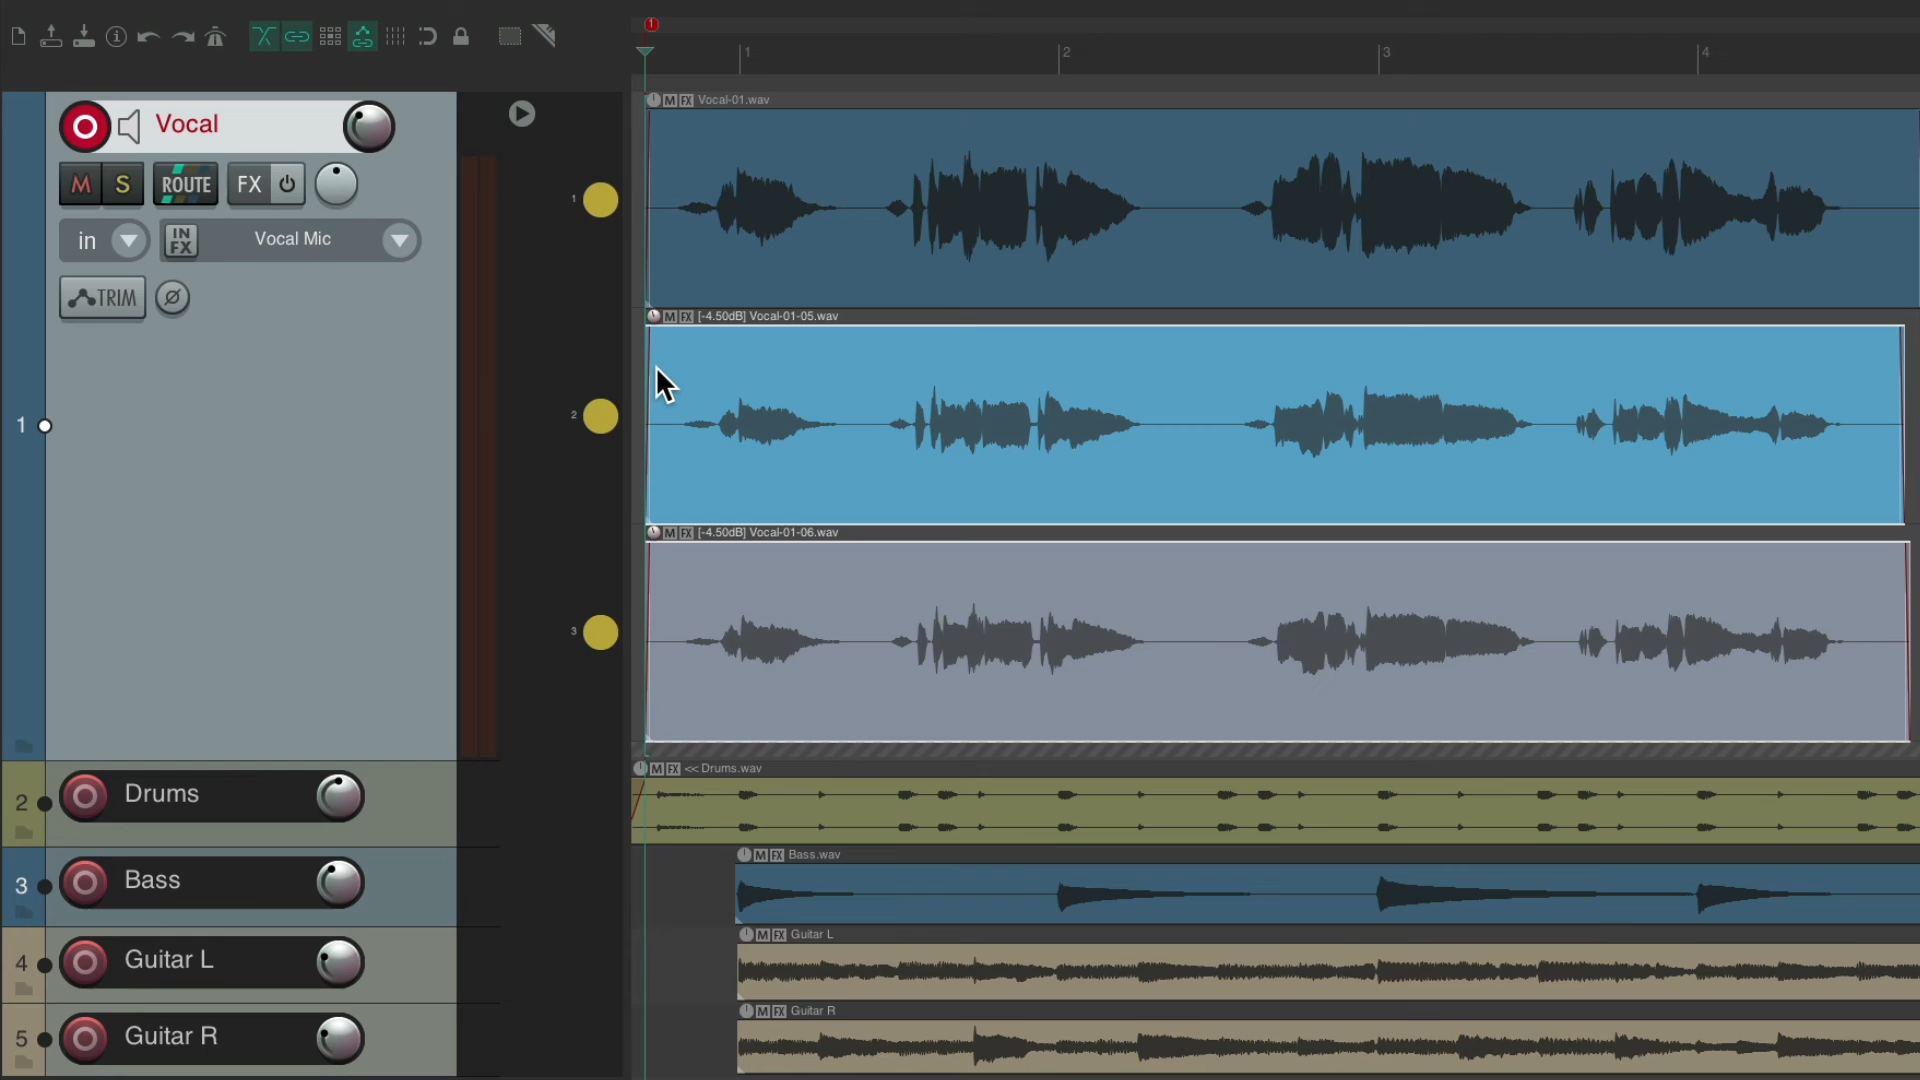 1
1 2 3 4
Vocal
M S ROUTE FX
in IN FX Vocal Mic
TRIM
1
1
M FX Vocal-01.wav
2
M FX [-4.50dB] Vocal-01-05.wav
3
M FX [-4.50dB] Vocal-01-06.wav
2 Drums
M FX << Drums.wav
3 Bass
M FX Bass.wav
4 Guitar L
M FX Guitar L
5 Guitar R
M FX Guitar R